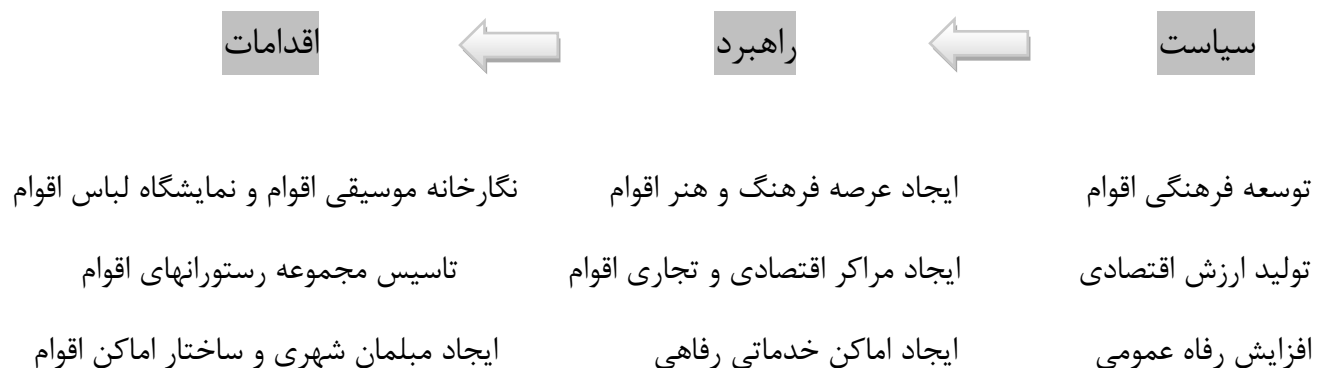 سیاست راهبرد اقدامات
توسعه فرهنگی اقوام ایجاد عرصه فرهنگ و هنر اقوام نگارخانه موسیقی اقوام و نمایشگاه لباس اقوام
تولید ارزش اقتصادی ایجاد مراکر اقتصادی و تجاری اقوام تاسیس مجموعه رستورانهای اقوام
افزایش رفاه عمومی ایجاد اماکن خدماتی رفاهی ایجاد مبلمان شهری و ساختار اماکن اقوام